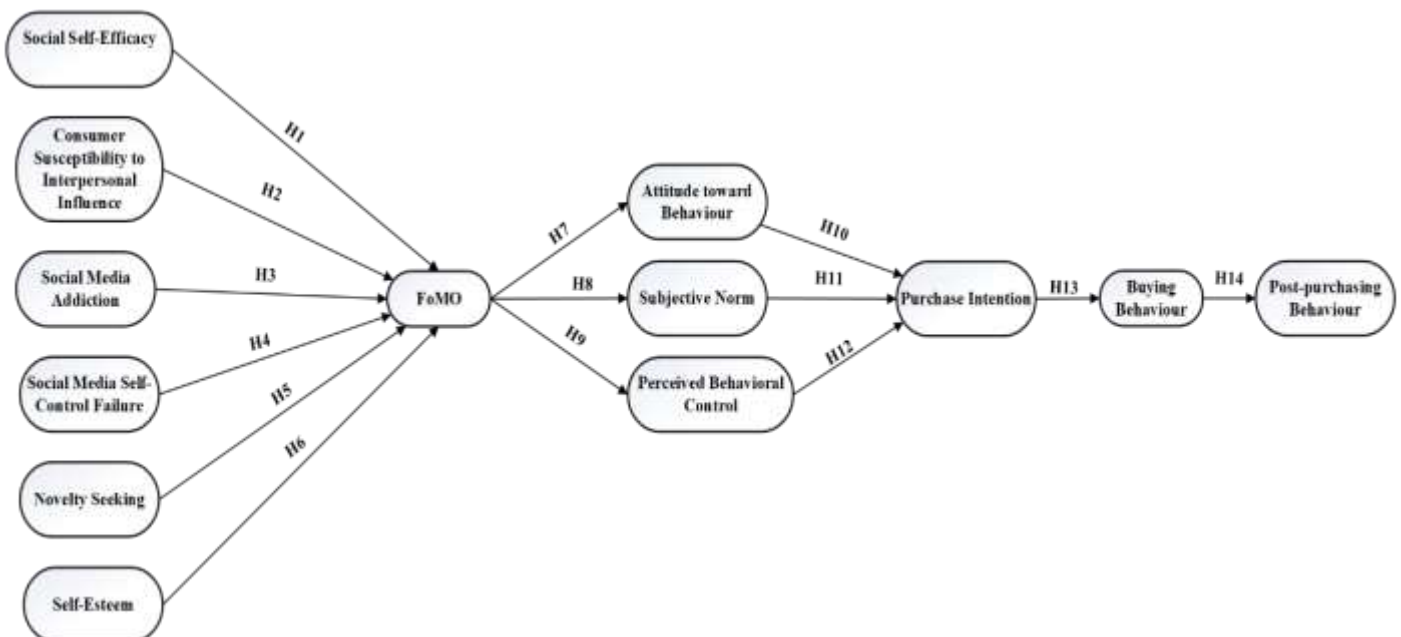 Social Self-Efficacy
Consumer
Susceptibility to
Interpersonal
Influence
Social Media
Addiction
Social Media Self-
Control Failure
Novelty Seeking
Self-Esteem
H1
H2
H3
H4
H5
H6
FoMO
H7
H8
H9
Attitude toward
Behaviour
Subjective Norm
Perceived Behavioral
Control
H10
H11
H12
Purchase Intention
H13
Buying
Behaviour
H14
Post-purchasing
Behaviour